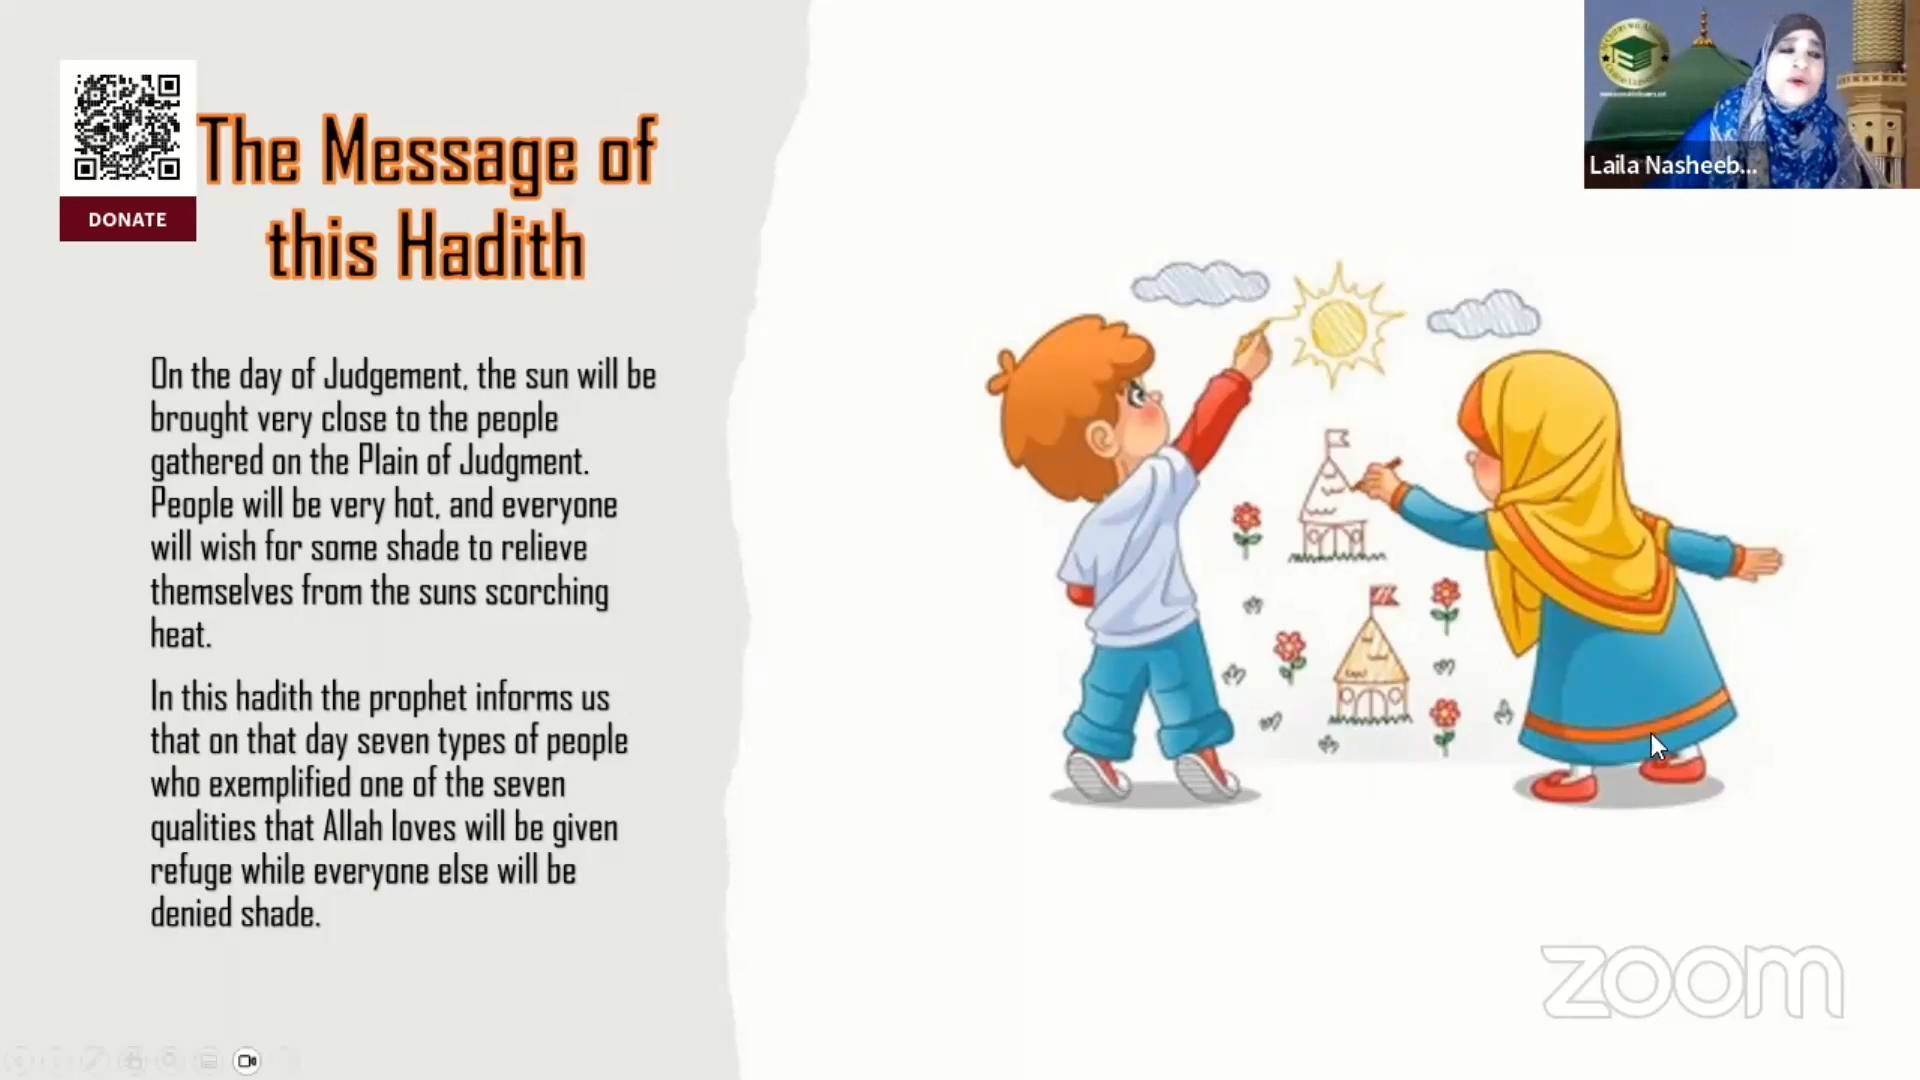 DONATE
The Message of
this Hadith
On the day of Judgement, the sun will be
brought very close to the people
gathered on the Plain of Judgment.
People will be very hot, and everyone
will wish for some shade to relieve
themselves from the suns scorching
heat.
In this hadith the prophet informs us
that on that day seven types of people
who exemplified one of the seven
qualities that Allah loves will be given
refuge while everyone else will be
denied shade.
Laila Nasheeb...
zoom